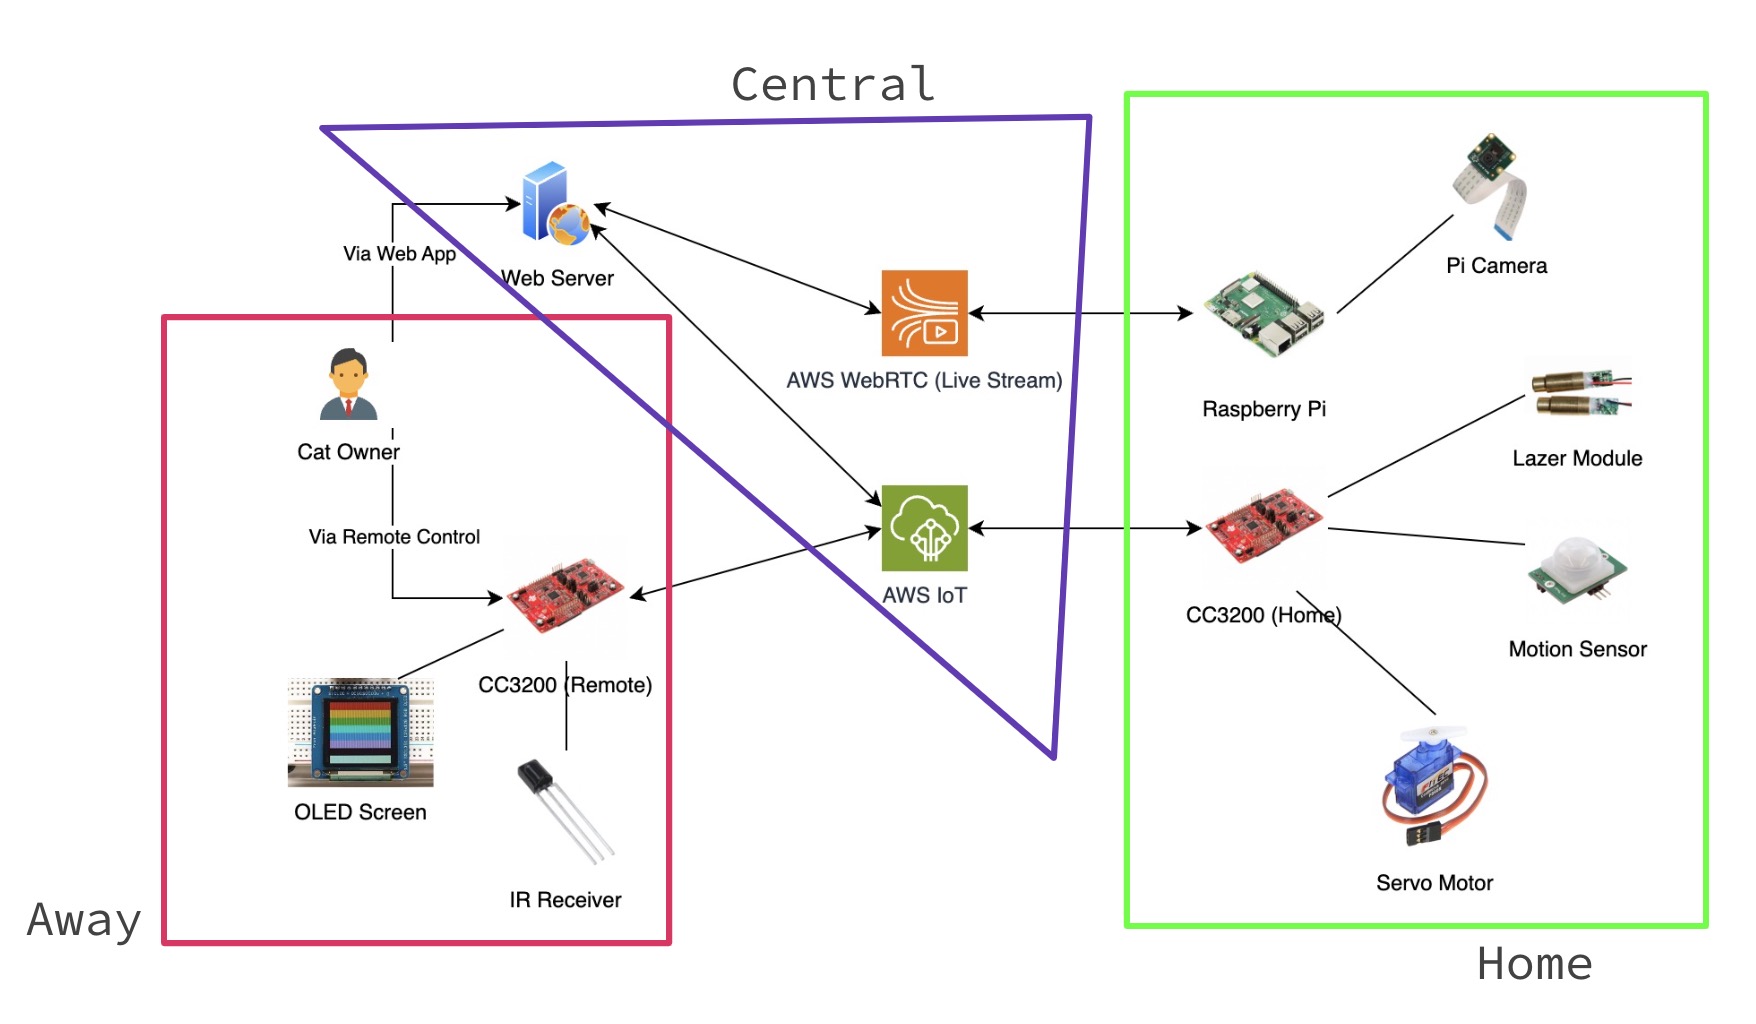 Central
Web Server
Via Web App
Pi Camera
AWS WebRTC (Live Stream)
Raspberry Pi
Cat Owner
Lazer Module
Via Remote Control
AWS IoT
CC3200 (Home)
Motion Sensor
CC3200 (Remote)
OLED Screen
IR Receiver
Servo Motor
Away
Home